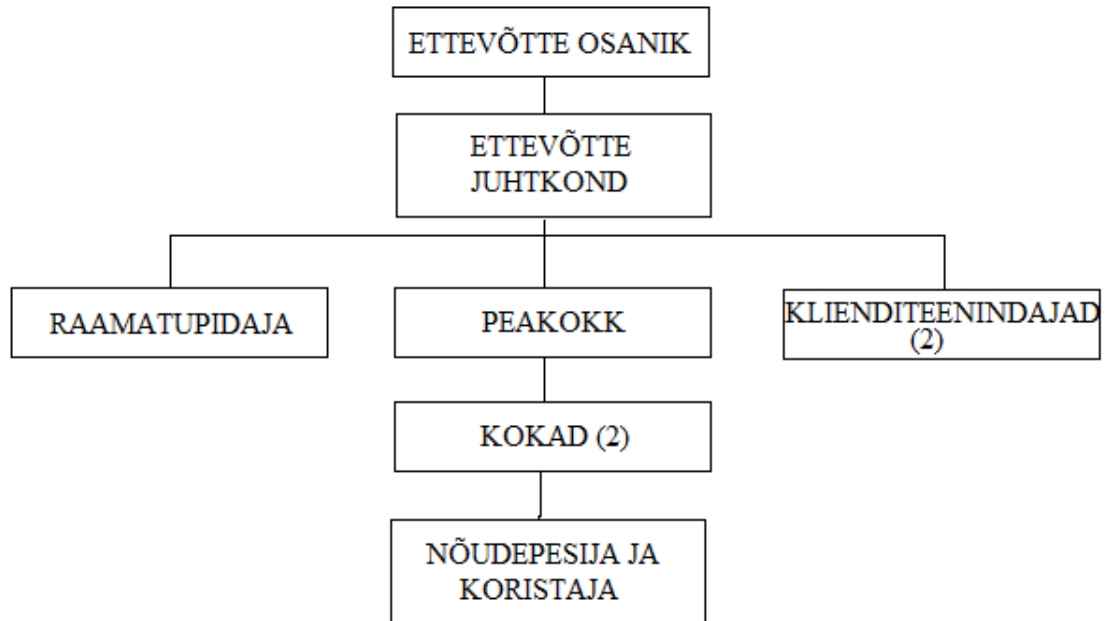 ETTEVÕTTE OSANIK
ETTEVÕTTE
JUHTKOND
RAAMATUPIDAJA
PEAKOKK
KLIENDITEENINDAJAD
(2)
KOKAD (2)
NÕUDEPESIJA JA
KORISTAJA